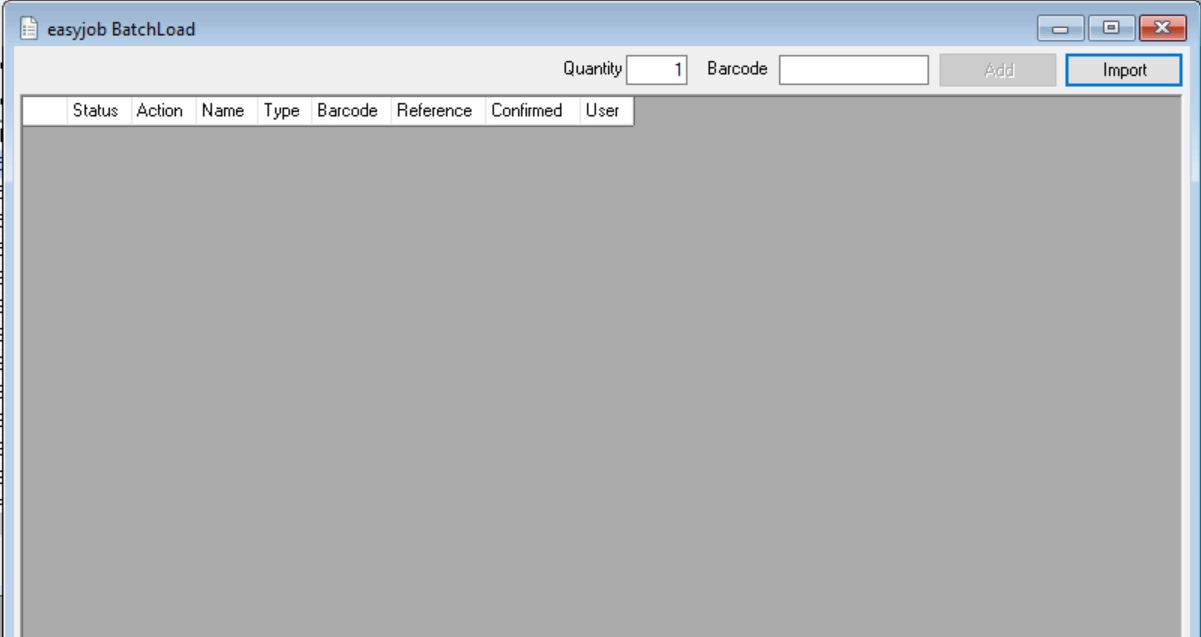 easyjob BatchLoad
Quantity 1 Barcode Add Import
Status Action Name Type Barcode Reference Confirmed User